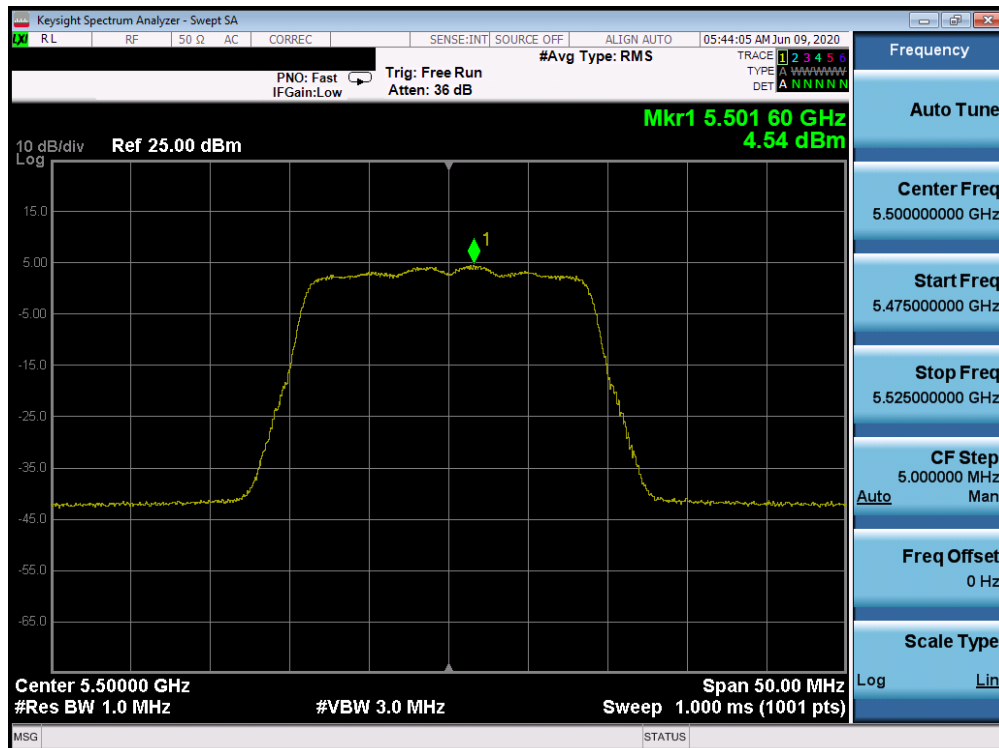 Keysight Spectrum Analyzer - Swept SA
LXI RL RF 50 Ω AC CORREC SENSE:INT SOURCE OFF ALIGN AUTO 05:44:05 AM Jun 09, 2020
#Avg Type: RMS
TRACE 1 2 3 4 5 6
TYPE A WWWWW
DET A N N N N N
PNO: Fast
IFGain:Low
Trig: Free Run
Atten: 36 dB
Mkr1 5.501 60 GHz
4.54 dBm
10 dB/div
Log
Ref 25.00 dBm
1
15.0
5.00
-5.00
-15.0
-25.0
-35.0
-45.0
-55.0
-65.0
Center 5.50000 GHz
#Res BW 1.0 MHz
#VBW 3.0 MHz
Span 50.00 MHz
Sweep 1.000 ms (1001 pts)
MSG
STATUS
Frequency
Auto Tune
Center Freq
5.500000000 GHz
Start Freq
5.475000000 GHz
Stop Freq
5.525000000 GHz
CF Step
5.000000 MHz
Auto Man
Freq Offset
0 Hz
Scale Type
Log Lin